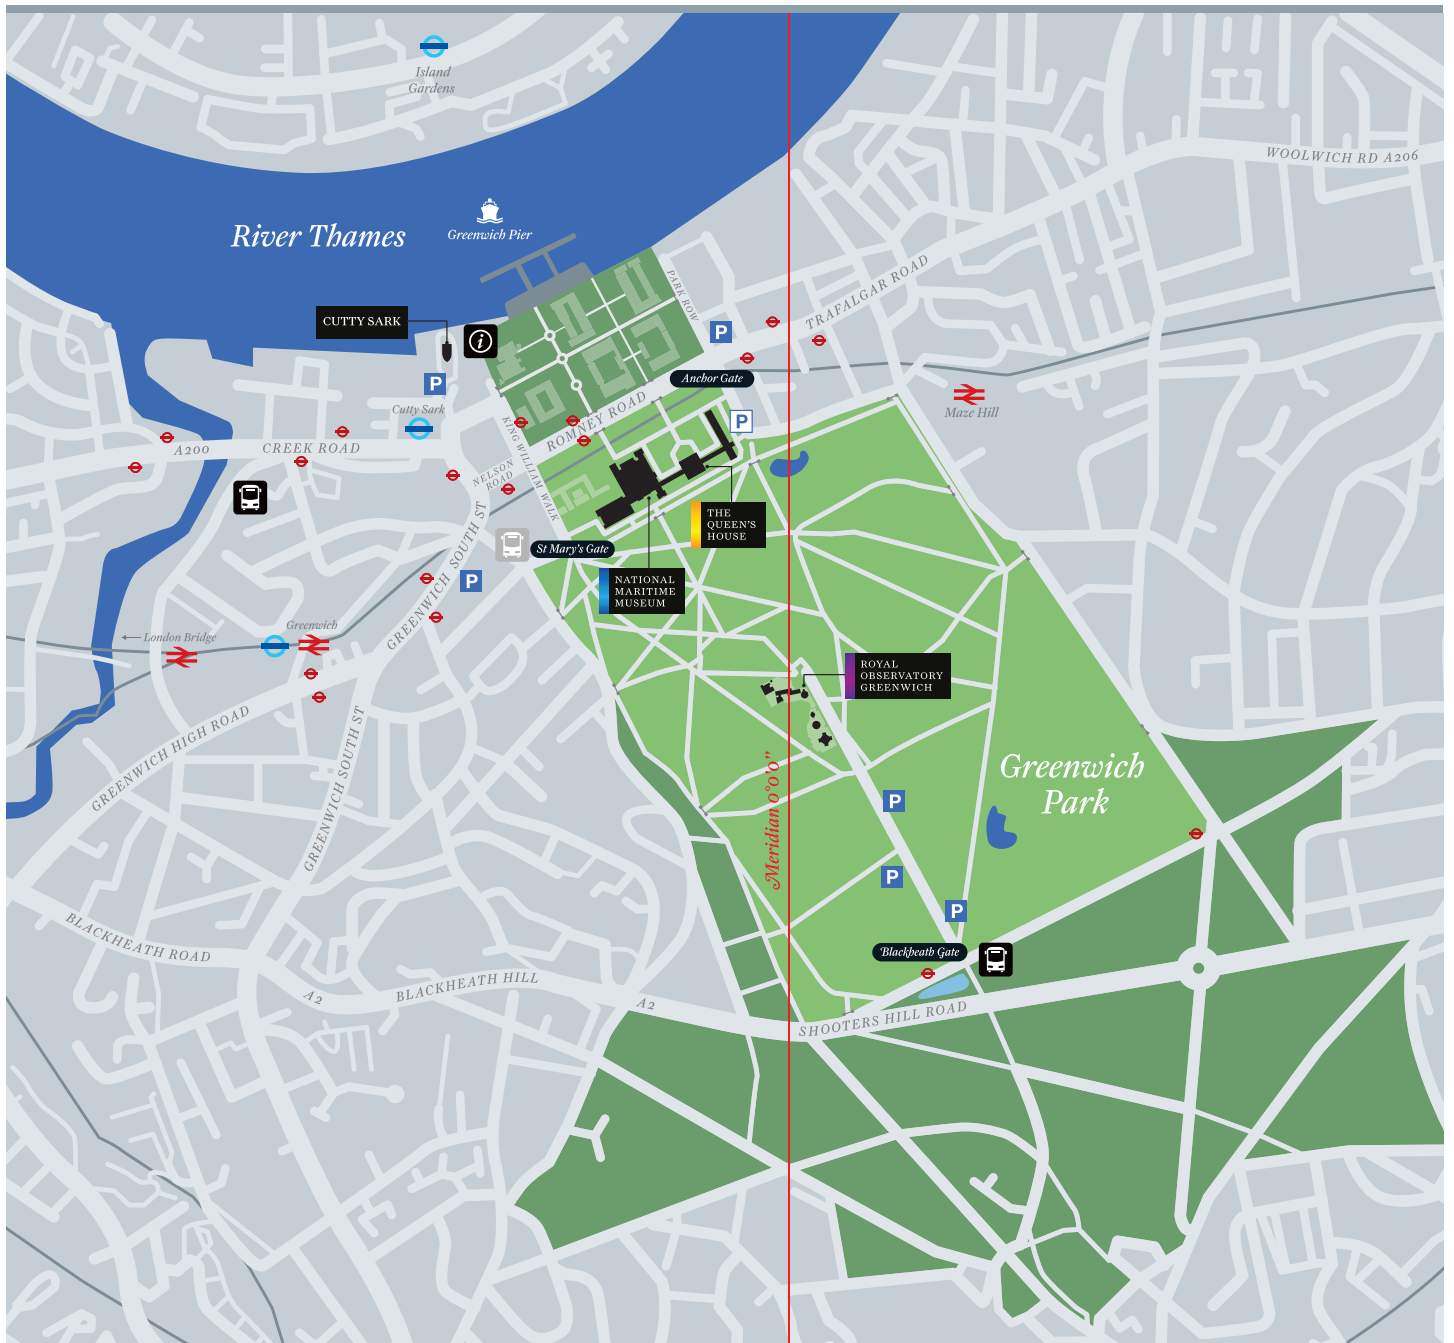 Island
Gardens
WOOLWICH RD A206
River Thames
Greenwich Pier
PARK ROW
TRAFALGAR ROAD
CUTTY SARK
i
P
P
Anchor Gate
Maze Hill
Cutty Sark
P
ROMNEY ROAD
KING WILLIAM WALK
A200
CREEK ROAD
NELSON
ROAD
THE
QUEEN'S
HOUSE
St Mary's Gate
GREENWICH SOUTH ST
P
NATIONAL
MARITIME
MUSEUM
Greenwich
London Bridge
ROYAL
OBSERVATORY
GREENWICH
GREENWICH HIGH ROAD
GREENWICH SOUTH ST
Meridian 0°0'0"
Greenwich
Park
P
P
P
BLACKHEATH ROAD
Blackheath Gate
A2
BLACKHEATH HILL
A2
SHOOTERS HILL ROAD